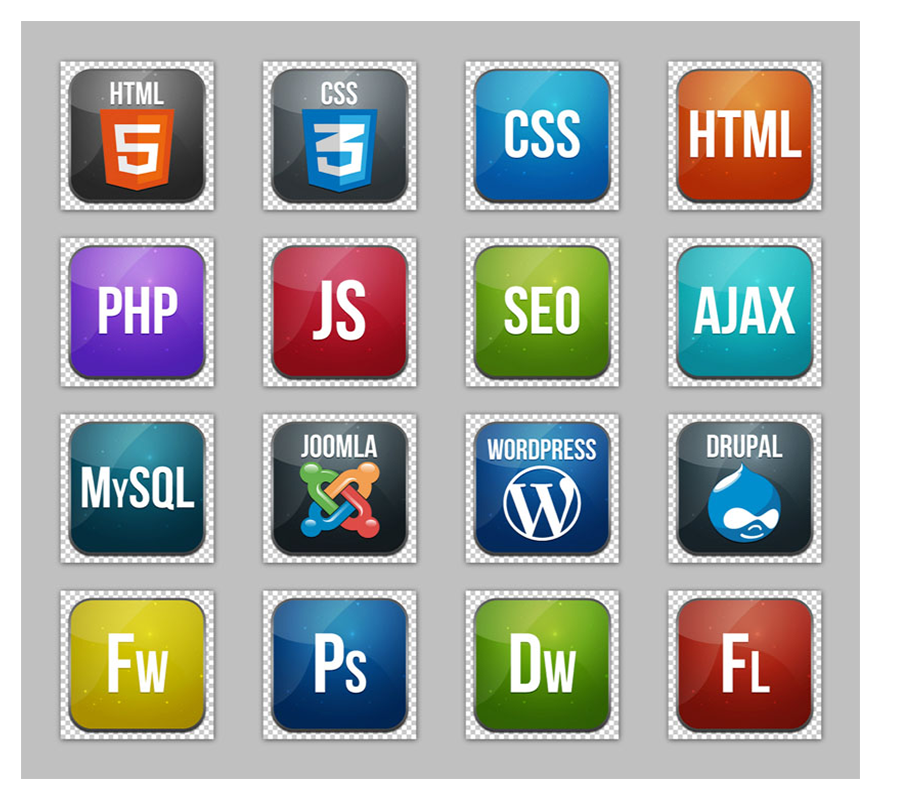 HTML
5
CSS
3
CSS
HTML
PHP
JS
SEO
AJAX
MySQL
JOOMLA
WORDPRESS
W
DRUPAL
Fw
Ps
Dw
Fl